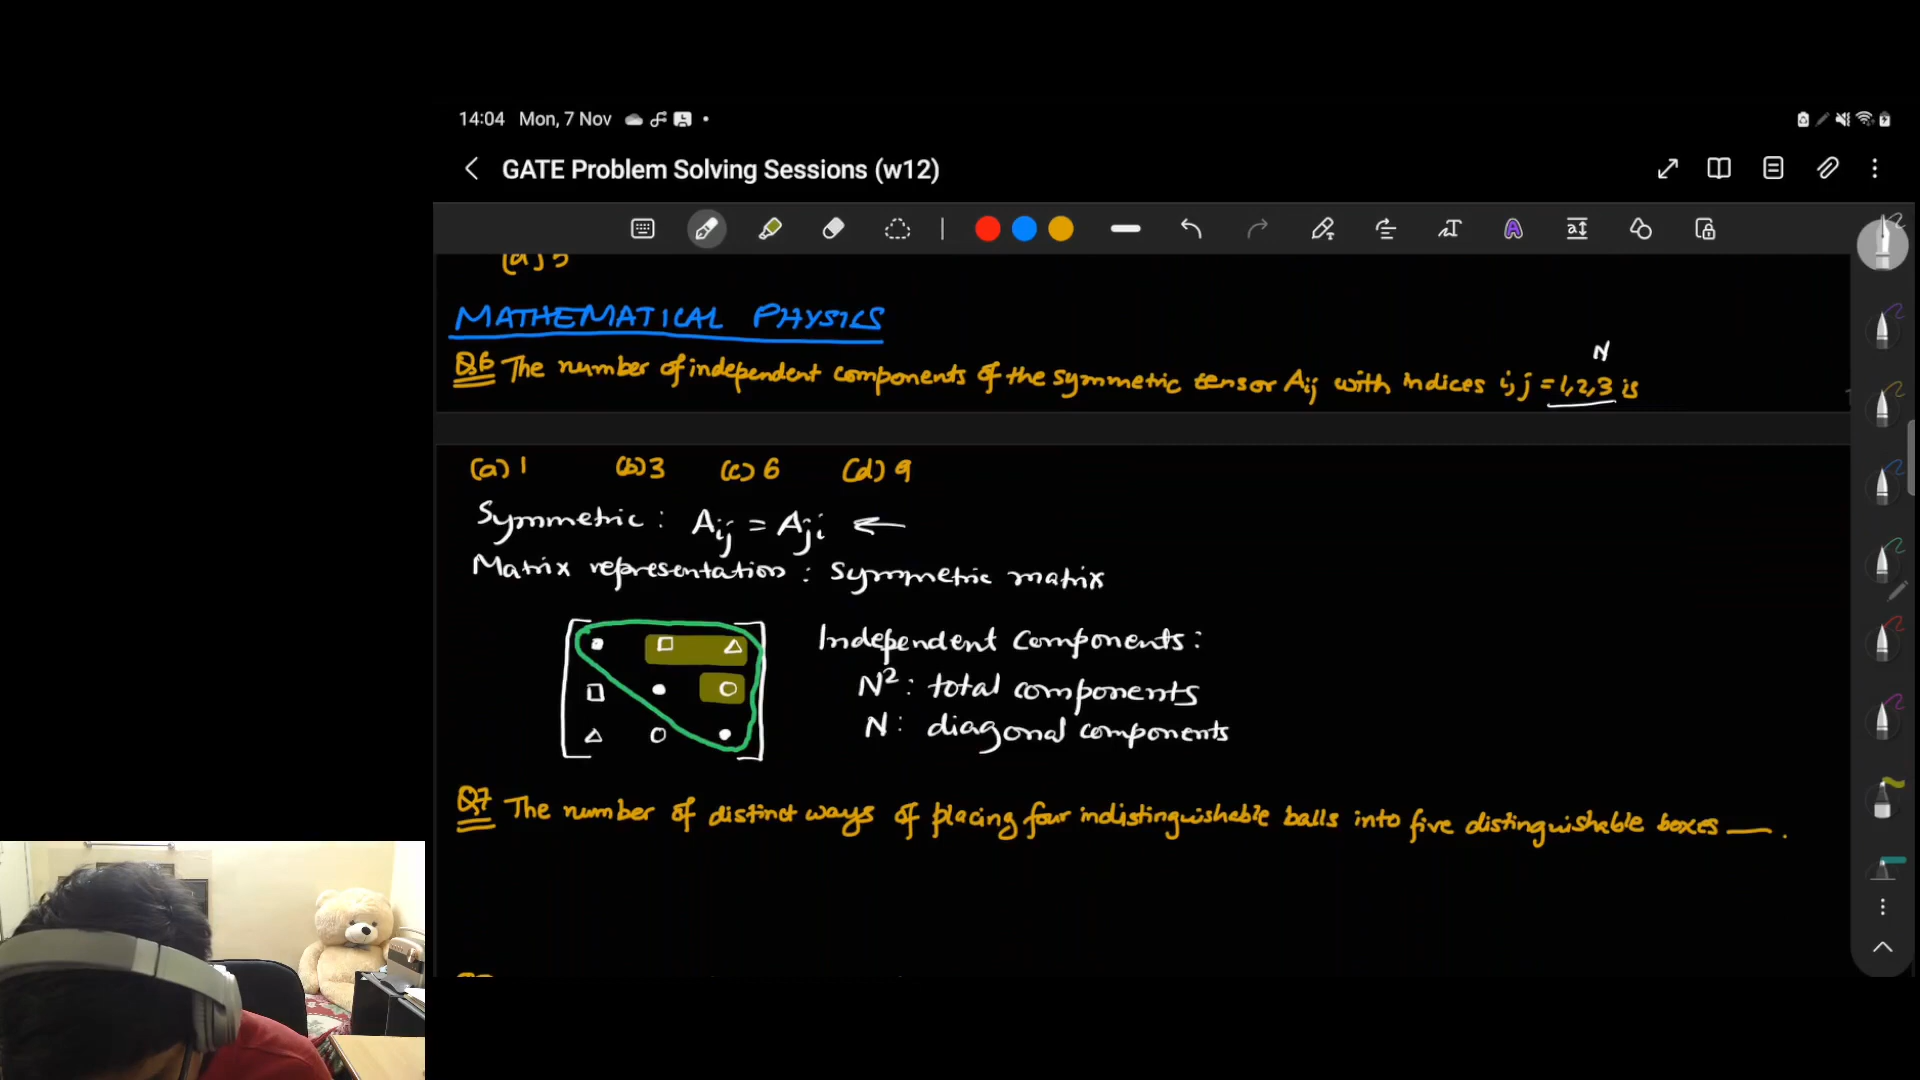 14:04 Mon, 7 Nov
GATE Problem Solving Sessions (w12)
MATHEMATICAL PHYSICS
N
Q6 The number of independent components of the symmetric tensor Aij with indices i, j = 1,2,3 is
(a) 1 (b) 3 (c) 6 (d) 9
Symmetric : Aij = Aji ←
Matrix representation : symmetric matrix
Independent Components :
N² : total components
N : diagonal components
Q7 The number of distinct ways of placing four indistinguishable balls into five distinguishable boxes ___ .